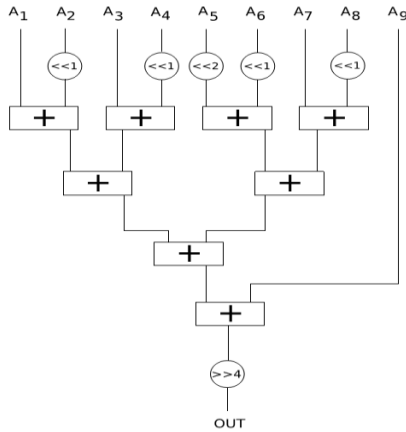 A1 A2 A3 A4 A5 A6 A7 A8 A9
<<1 <<1 <<2 <<1 <<1
+ + + +
+ +
+
+
>>4
OUT